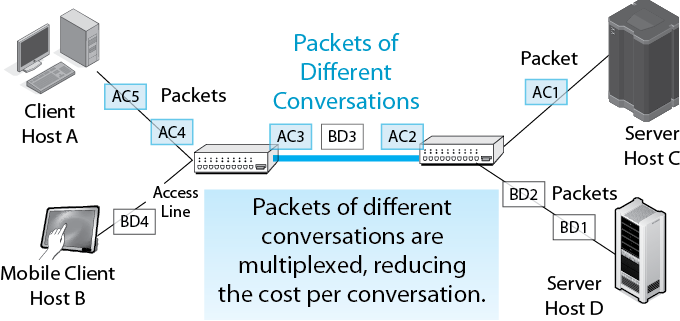 Packets of
Different
Conversations
Client
Host A
AC5
Packets
AC4
AC3
BD3
AC2
Packet
AC1
Server
Host C
Access
Line
BD4
Mobile Client
Host B
Packets of different
conversations are
multiplexed, reducing
the cost per conversation.
BD2
Packets
BD1
Server
Host D